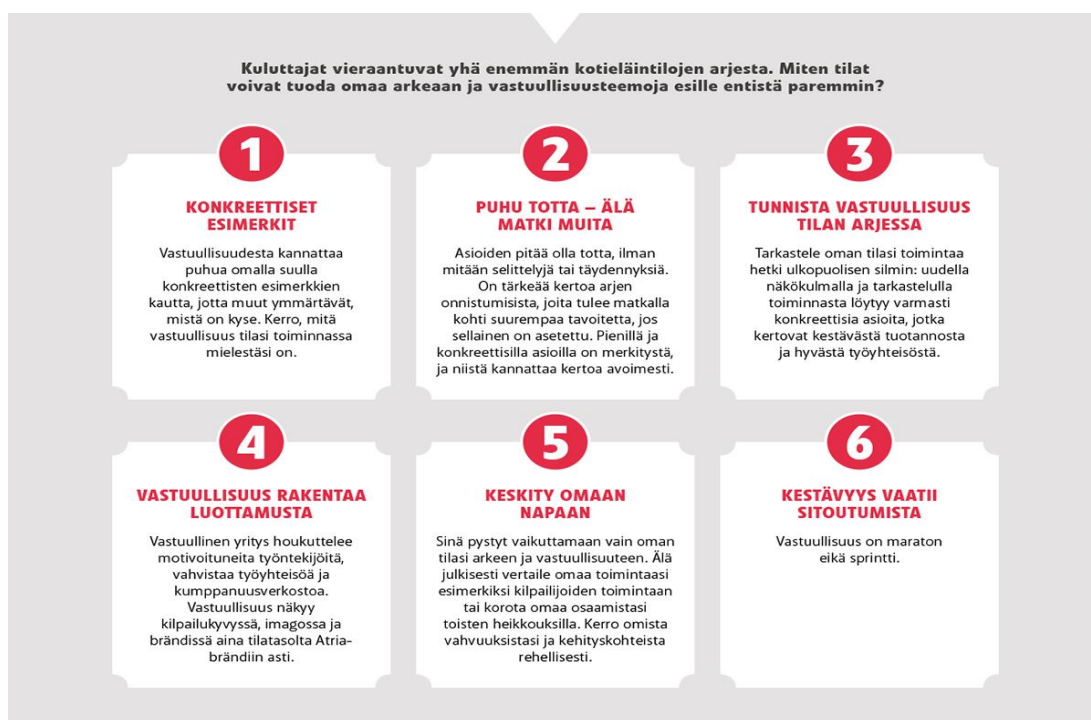 Kuluttajat vieraantuvat yhä enemmän kotieläintilojen arjesta. Miten tilat
voivat tuoda omaa arkeaan ja vastuullisuusteemoja esille entistä paremmin?
1
KONKREETTISET
ESIMERKIT
Vastuullisuudesta kannattaa
puhua omalla suulla
konkreettisten esimerkkien
kautta, jotta muut ymmärtävät,
mistä on kyse. Kerro, mitä
vastuullisuus tilasi toiminnassa
mielestäsi on.
2
PUHU TOTTA – ÄLÄ
MATKI MUITA
Asioiden pitää olla totta, ilman
mitään selittelyjä tai täydennyksiä.
On tärkeää kertoa arjen
onnistumisista, joita tulee matkalla
kohti suurempaa tavoitetta, jos
sellainen on asetettu. Pienillä ja
konkreettisilla asioilla on merkitystä,
ja niistä kannattaa kertoa avoimesti.
3
TUNNISTA VASTUULLISUUS
TILAN ARJESSA
Tarkastele oman tilasi toimintaa
hetki ulkopuolisen silmin: uudella
näkökulmalla ja tarkastelulla
toiminnasta löytyy varmasti
konkreettisia asioita, jotka
kertovat kestävästä tuotannosta
ja hyvästä työyhteisöstä.
4
VASTUULLISUUS RAKENTAA
LUOTTAMUSTA
Vastuullinen yritys houkuttelee
motivoituneita työntekijöitä,
vahvistaa työyhteisöä ja
kumppanuusverkostoa.
Vastuullisuus näkyy
kilpailukyvyssä, imagossa ja
brändissä aina tilatasolta Atria-
brändiin asti.
5
KESKITY OMAAN
NAPAAN
Sinä pystyt vaikuttamaan vain oman
tilasi arkeen ja vastuullisuuteen. Älä
julkisesti vertaile omaa toimintaasi
esimerkiksi kilpailijoiden toimintaan
tai korota omaa osaamistasi
toisten heikkouksilla. Kerro omista
vahvuuksistasi ja kehityskohteista
rehellisesti.
6
KESTÄVYYS VAATII
SITOUTUMISTA
Vastuullisuus on maraton
eikä sprintti.